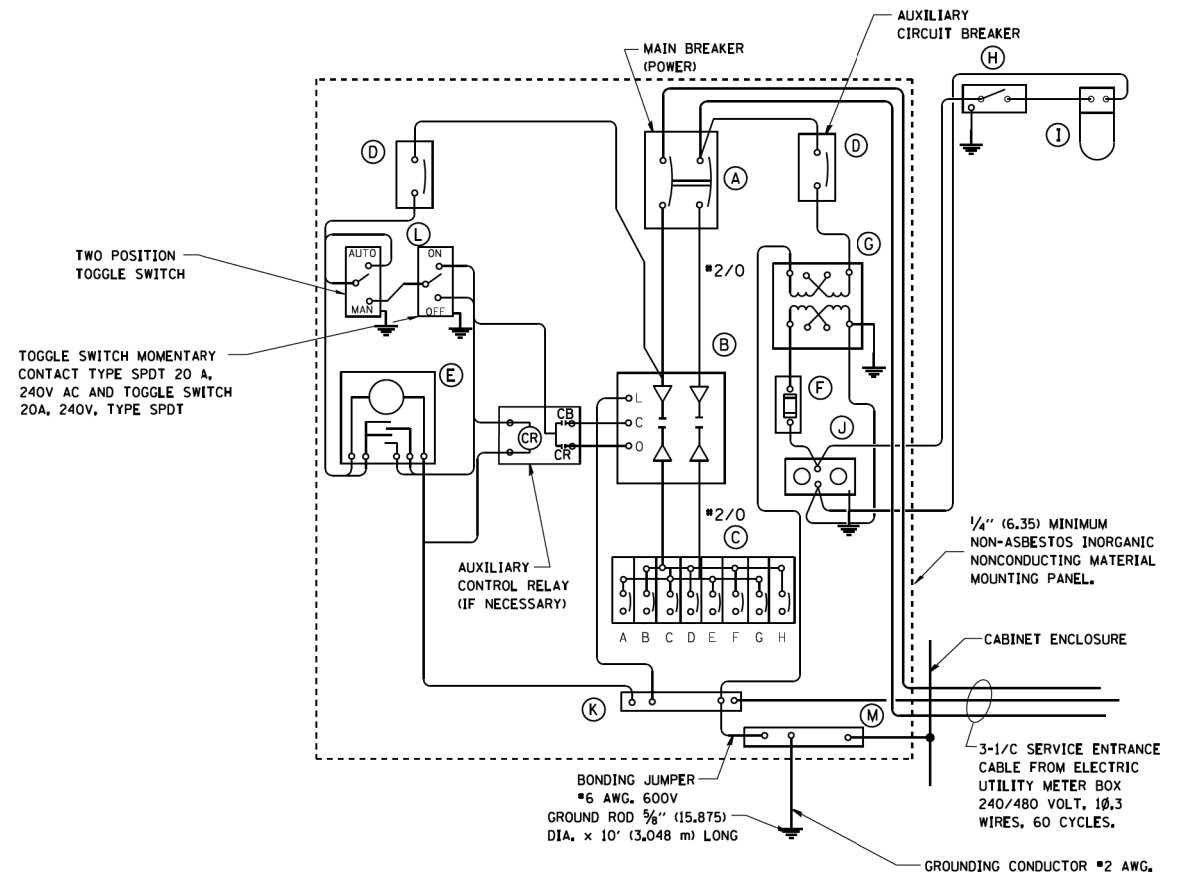 AUXILIARY
CIRCUIT BREAKER
MAIN BREAKER
(POWER)
H
D
D
I
A
L
G
TWO POSITION
TOGGLE SWITCH
AUTO
ON
MAN
OFF
#2/0
TOGGLE SWITCH MOMENTARY
CONTACT TYPE SPDT 20 A,
240V AC AND TOGGLE SWITCH
20A, 240V, TYPE SPDT
B
E
F
L
CB
C
CR
O
CR
J
#2/0
C
1/4" (6.35) MINIMUM
NON-ASBESTOS INORGANIC
NONCONDUCTING MATERIAL
MOUNTING PANEL.
AUXILIARY
CONTROL RELAY
(IF NECESSARY)
A B C D E F G H
CABINET ENCLOSURE
K
M
3-1/C SERVICE ENTRANCE
CABLE FROM ELECTRIC
UTILITY METER BOX
240/480 VOLT, 1Ø,3
WIRES, 60 CYCLES.
BONDING JUMPER
#6 AWG. 600V
GROUND ROD 5/8" (15.875)
DIA. x 10' (3.048 m) LONG
GROUNDING CONDUCTOR #2 AWG.